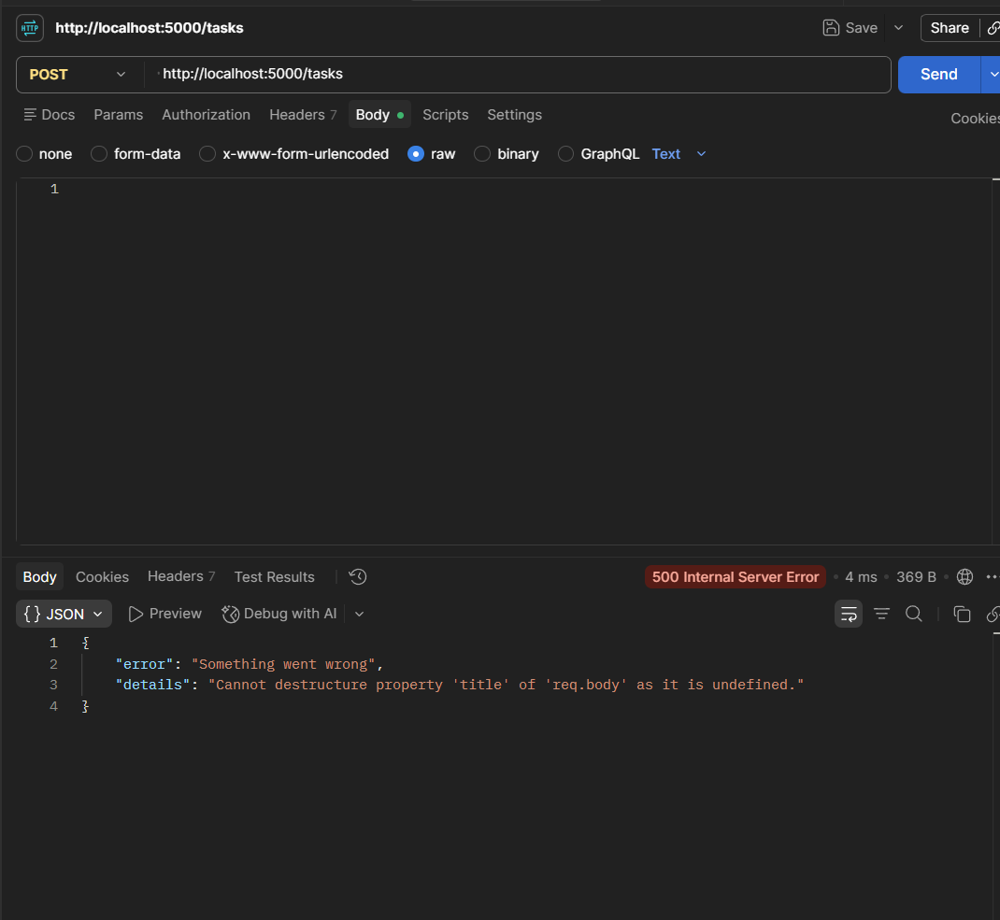 HTTP http://localhost:5000/tasks Save Share
POST http://localhost:5000/tasks Send
Docs Params Authorization Headers 7 Body Scripts Settings Cookies
none form-data x-www-form-urlencoded raw binary GraphQL Text
1
Body Cookies Headers 7 Test Results 500 Internal Server Error • 4 ms • 369 B •
{} JSON Preview Debug with AI
1 {
2 "error": "Something went wrong",
3 "details": "Cannot destructure property 'title' of 'req.body' as it is undefined."
4 }